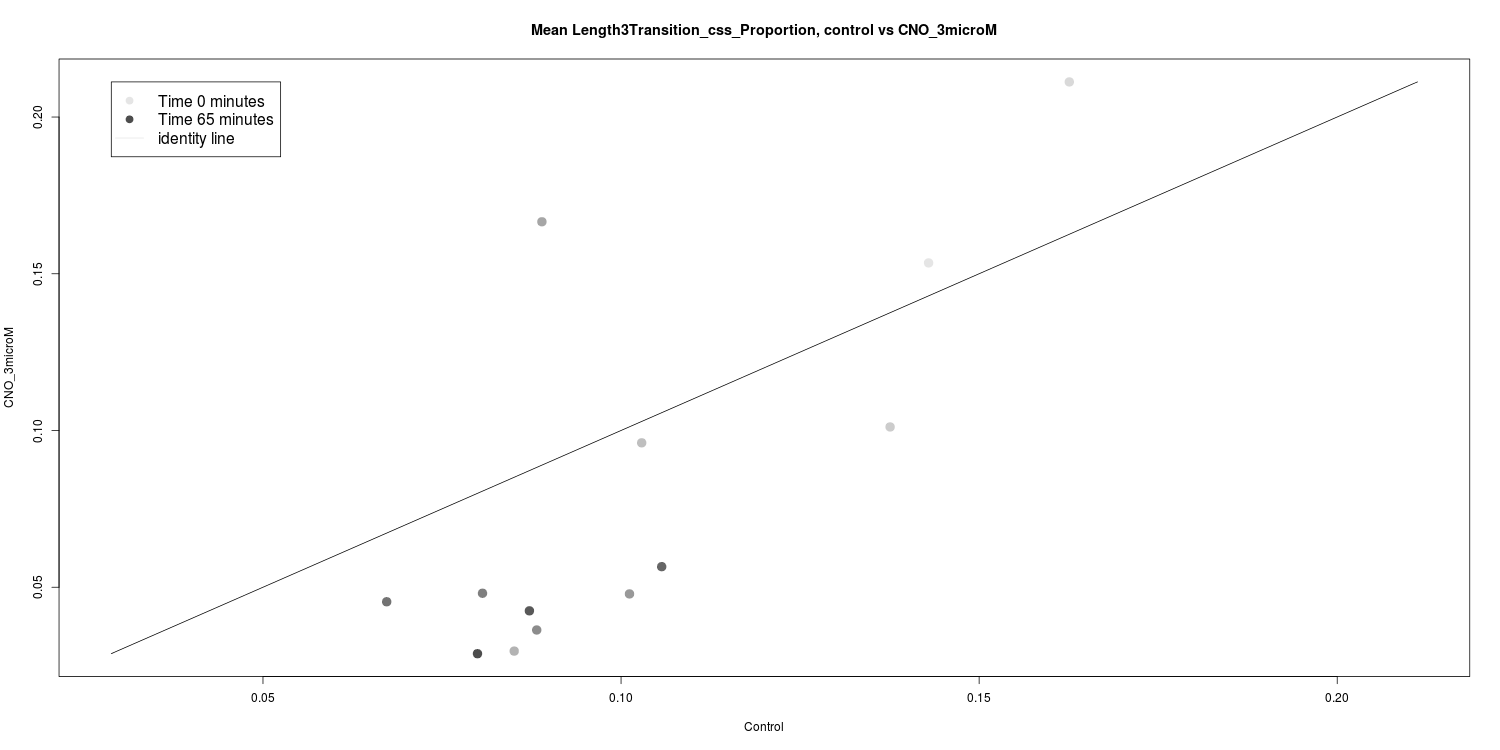 Mean Length3Transition_css_Proportion, control vs CNO_3microM
Time 0 minutes
Time 65 minutes
identity line
CNO_3microM
0.20
0.15
0.10
0.05
0.05
0.10
0.15
0.20
Control